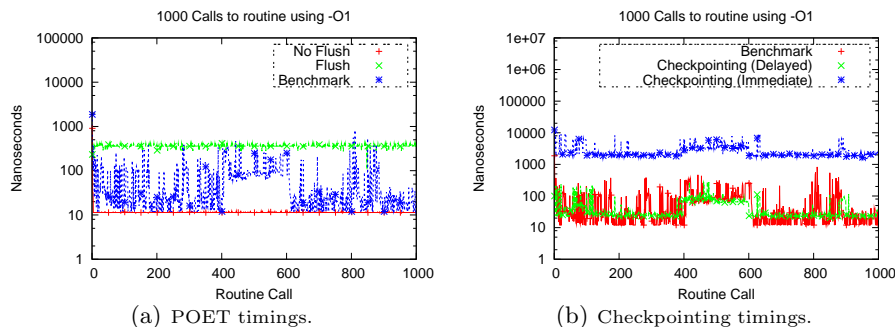 1000 Calls to routine using -O1
100000
10000
1000
100
10
1
Nanoseconds
No Flush
Flush
Benchmark
0 200 400 600 800 1000
Routine Call
(a) POET timings.
1000 Calls to routine using -O1
1e+07
1e+06
100000
10000
1000
100
10
1
Nanoseconds
Benchmark
Checkpointing (Delayed)
Checkpointing (Immediate)
0 200 400 600 800 1000
Routine Call
(b) Checkpointing timings.